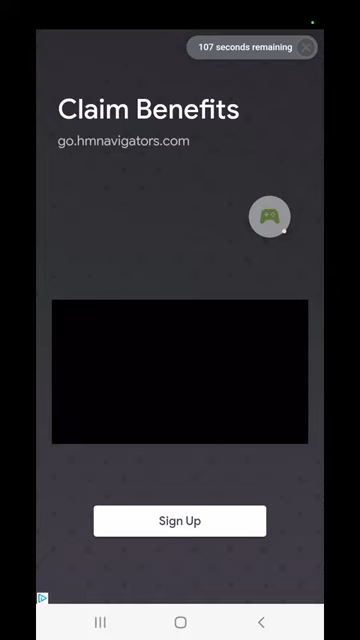 107 seconds remaining
Claim Benefits
go.hmnavigators.com
Sign Up